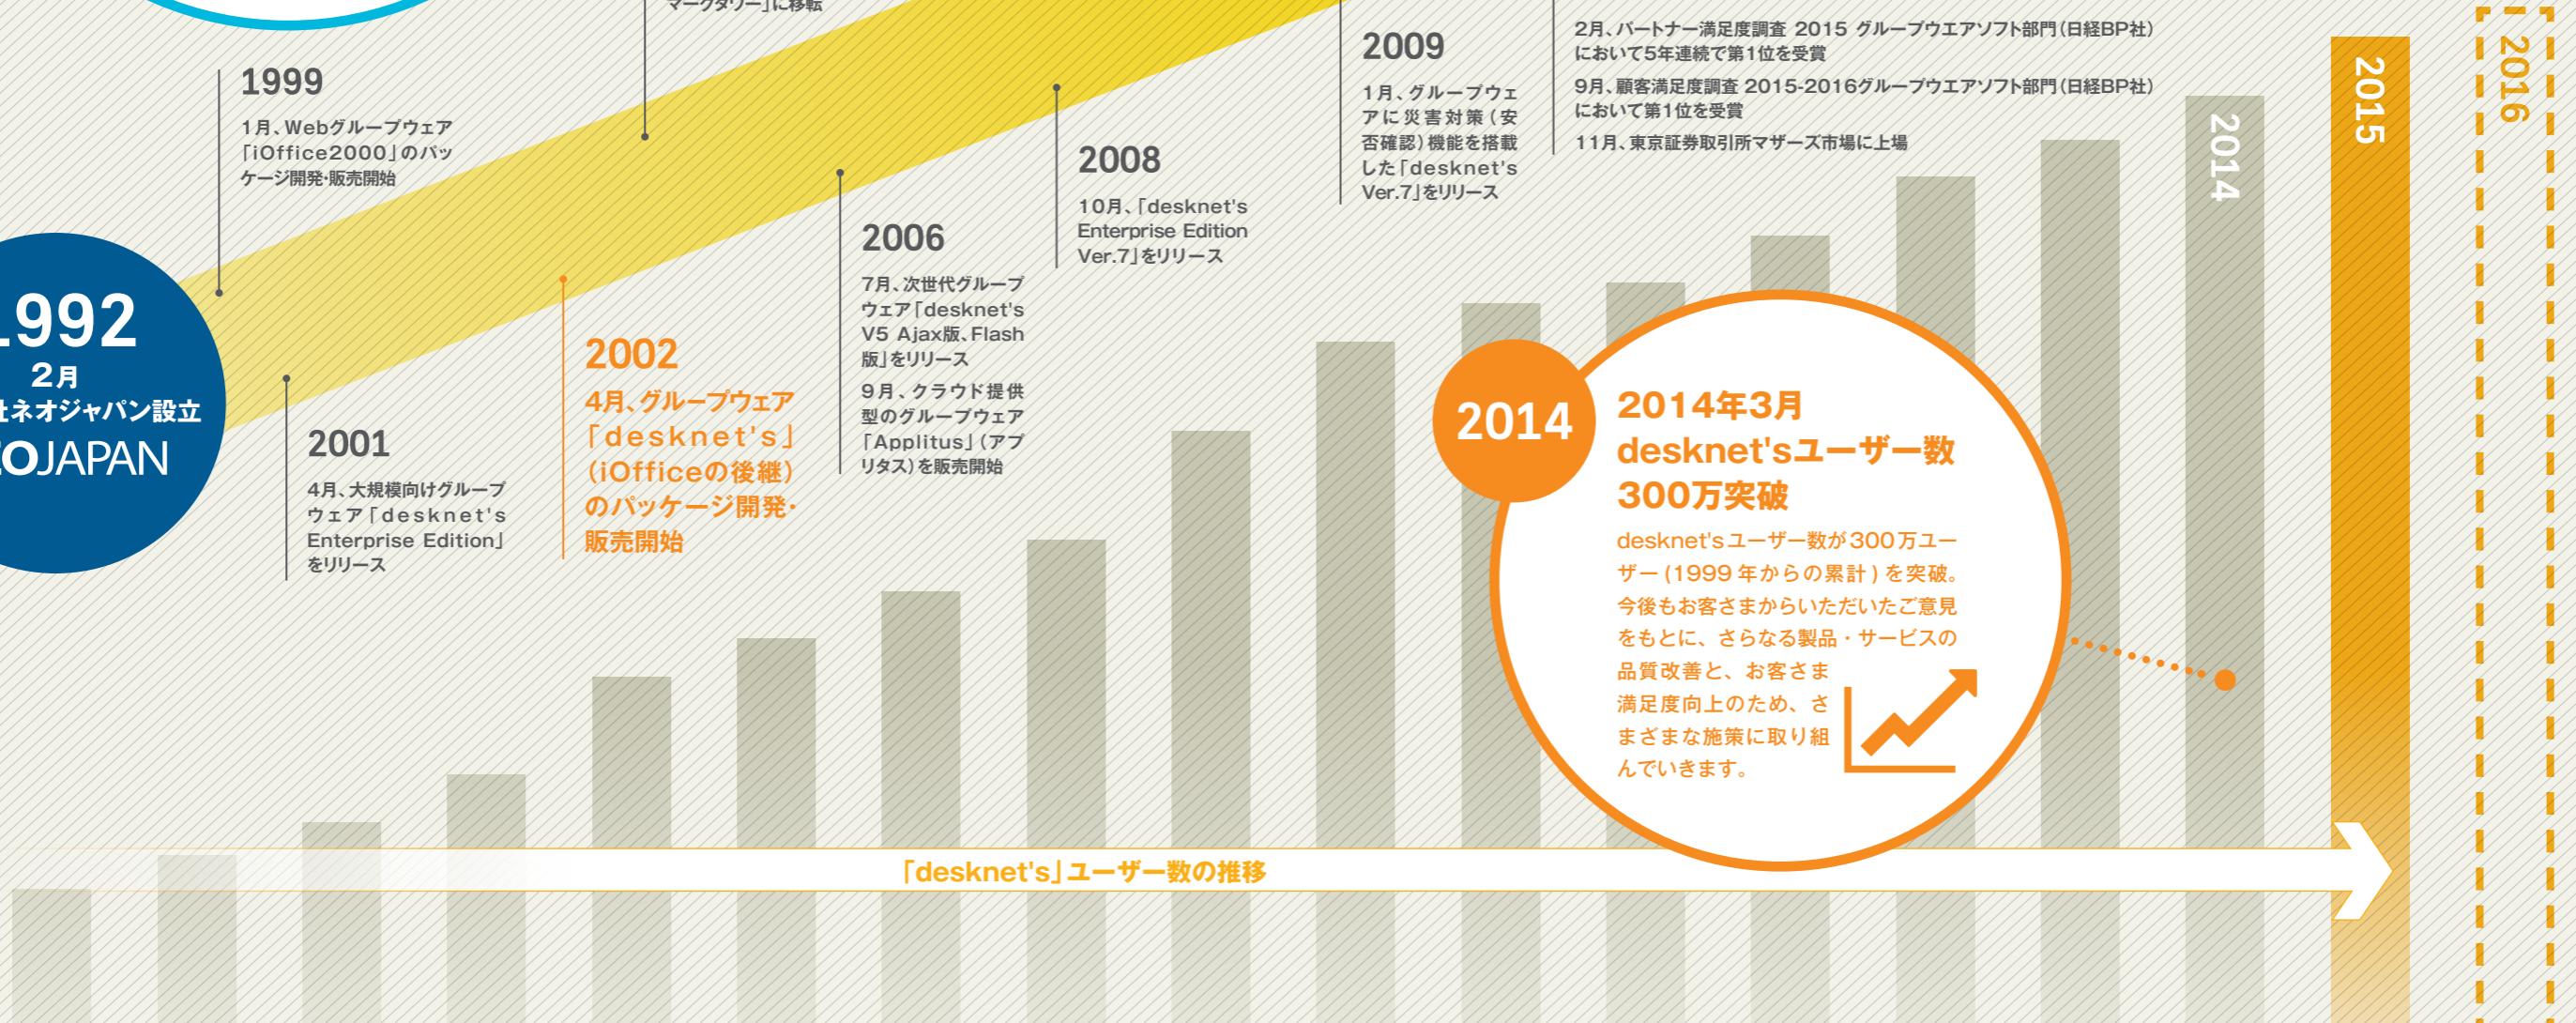 マークタワー」に移転
1999
1月、Webグループウェア
「iOffice2000」のパッ
ケージ開発・販売開始
1992
2月
社ネオジャパン設立
EOJAPAN
2001
4月、大規模向けグループ
ウェア「desknet's
Enterprise Edition」
をリリース
2002
4月、グループウェア
「desknet's」
（iOfficeの後継）
のパッケージ開発・
販売開始
2006
7月、次世代グループ
ウェア「desknet's
V5 Ajax版、Flash
版」をリリース
9月、クラウド提供
型のグループウェア
「Applitus」（アプ
リタス）を販売開始
2008
10月、「desknet's
Enterprise Edition
Ver.7」をリリース
2009
1月、グループウェ
アに災害対策（安
否確認）機能を搭載
した「desknet's
Ver.7」をリリース
2月、パートナー満足度調査 2015 グループウエアソフト部門（日経BP社）
において5年連続で第1位を受賞
9月、顧客満足度調査 2015-2016グループウエアソフト部門（日経BP社）
において第1位を受賞
11月、東京証券取引所マザーズ市場に上場
2014
2015
2016
2014
2014年3月
desknet'sユーザー数
300万突破
desknet'sユーザー数が300万ユー
ザー(1999年からの累計)を突破。
今後もお客さまからいただいたご意見
をもとに、さらなる製品・サービスの
品質改善と、お客さま
満足度向上のため、さ
まざまな施策に取り組
んでいきます。
「desknet's」ユーザー数の推移